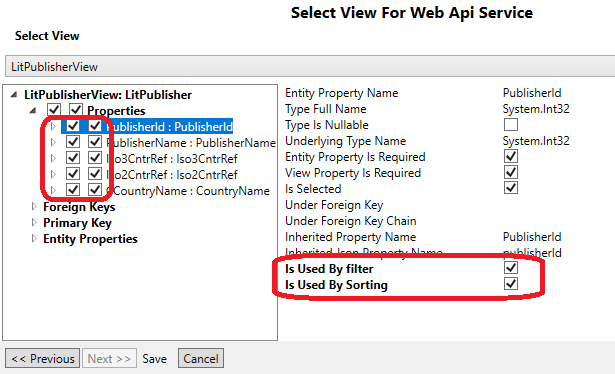 Select View For Web Api Service
Select View
LitPublisherView
LitPublisherView: LitPublisher
Properties
PublisherId : PublisherId
PublisherName : PublisherName
Iso3CntrRef : Iso3CntrRef
Iso2CntrRef : Iso2CntrRef
CCountryName : CountryName
Foreign Keys
Primary Key
Entity Properties
Entity Property Name PublisherId
Type Full Name System.Int32
Type Is Nullable
Underlying Type Name System.Int32
Entity Property Is Required
View Property Is Required
Is Selected
Under Foreign Key
Under Foreign Key Chain
Inherited Property Name PublisherId
Inherited Json Property Name publisherId
Is Used By filter
Is Used By Sorting
<< Previous Next >> Save Cancel